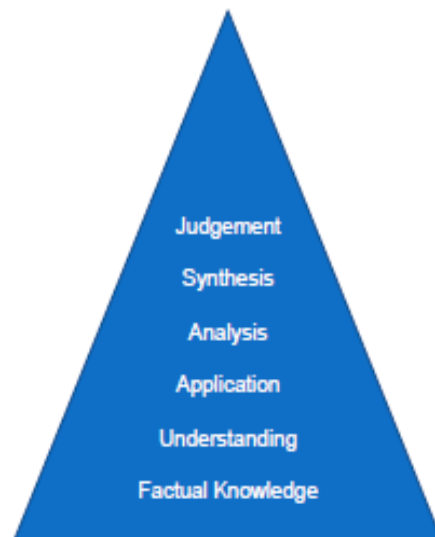 Judgement
Synthesis
Analysis
Application
Understanding
Factual Knowledge